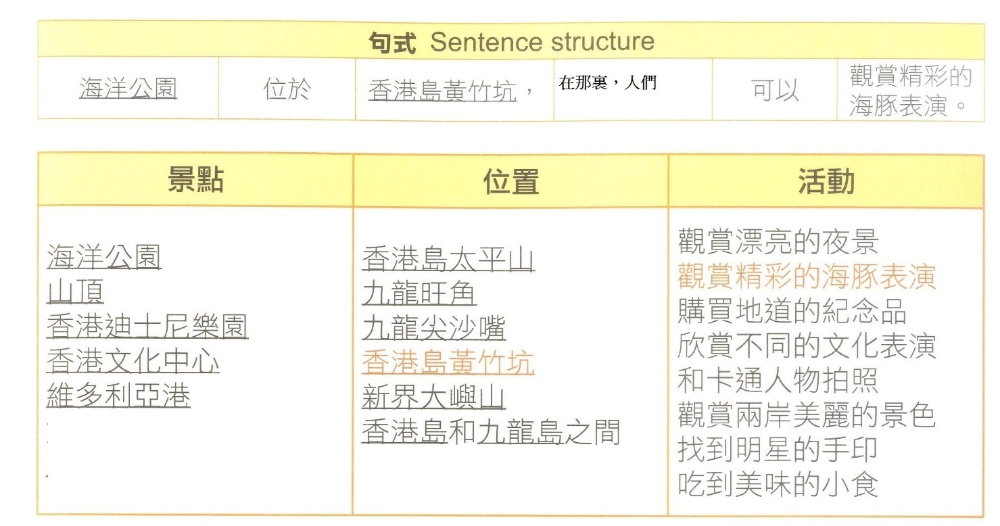 句式 Sentence structure
海洋公園
位於
香港島黃竹坑，
在那裏，人們
可以
觀賞精彩的
海豚表演。
景點
位置
活動
海洋公園
山頂
香港迪士尼樂園
香港文化中心
維多利亞港
香港島太平山
九龍旺角
九龍尖沙嘴
香港島黃竹坑
新界大嶼山
香港島和九龍島之間
觀賞漂亮的夜景
觀賞精彩的海豚表演
購買地道的紀念品
欣賞不同的文化表演
和卡通人物拍照
觀賞兩岸美麗的景色
找到明星的手印
吃到美味的小食